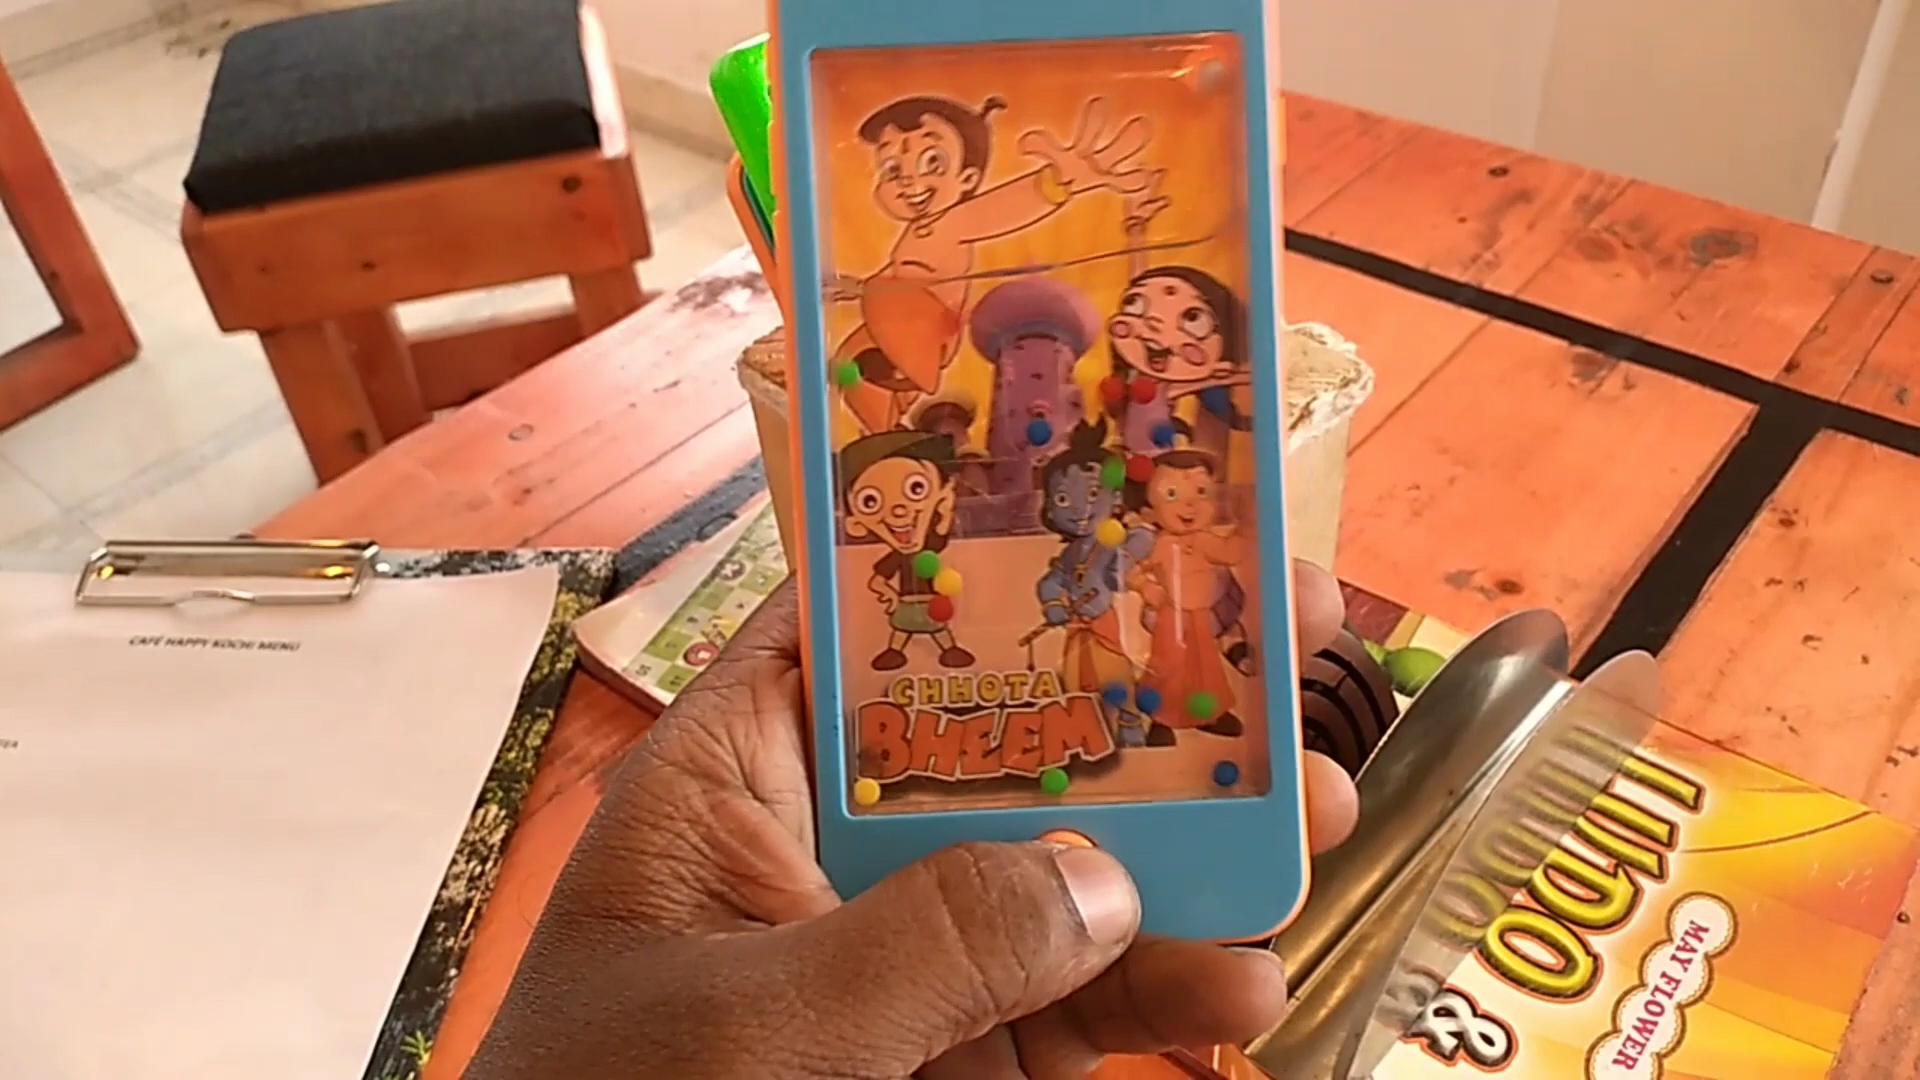 CHHOTA
BHEEM
CAFÉ HAPPY KOCHI MENU
LUDO
&
MAY FLOWER